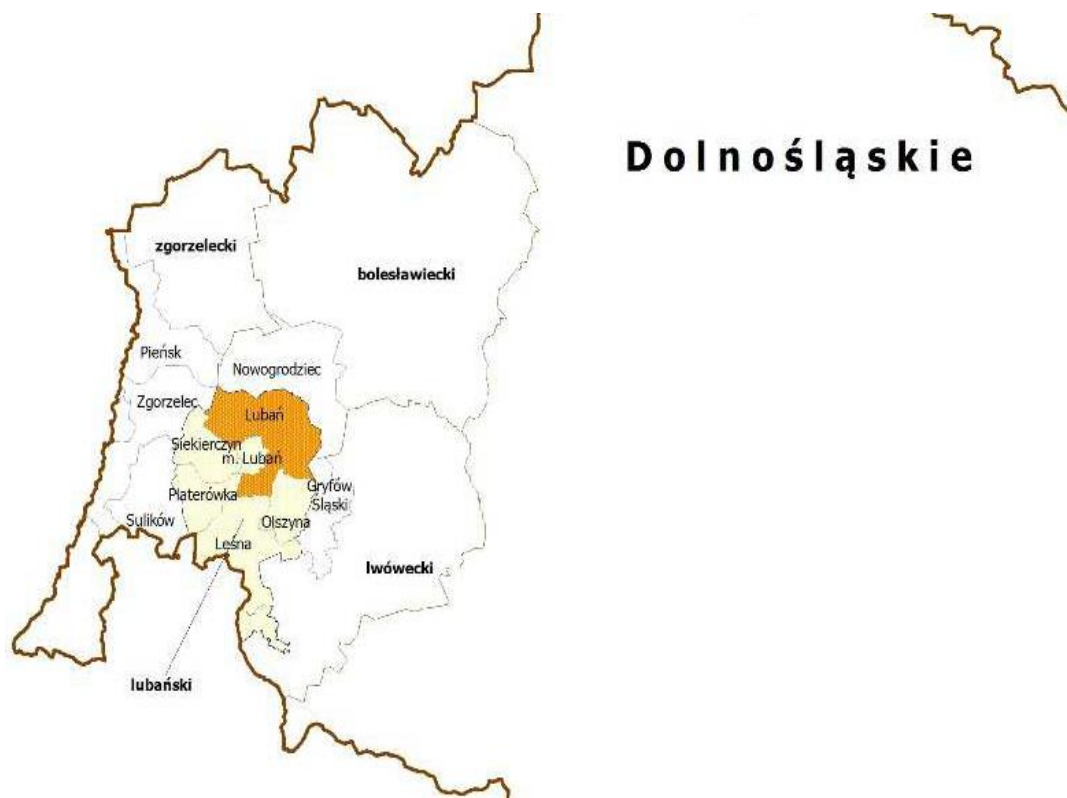 Dolnośląskie
zgorzelecki
bolesławiecki
Pieńsk
Nowogrodziec
Zgorzelec
Lubań
Siekierczyn
m. Lubań
Platerówka
Gryfów
Śląski
Sulików
Olszyna
Leśna
lwówecki
lubański